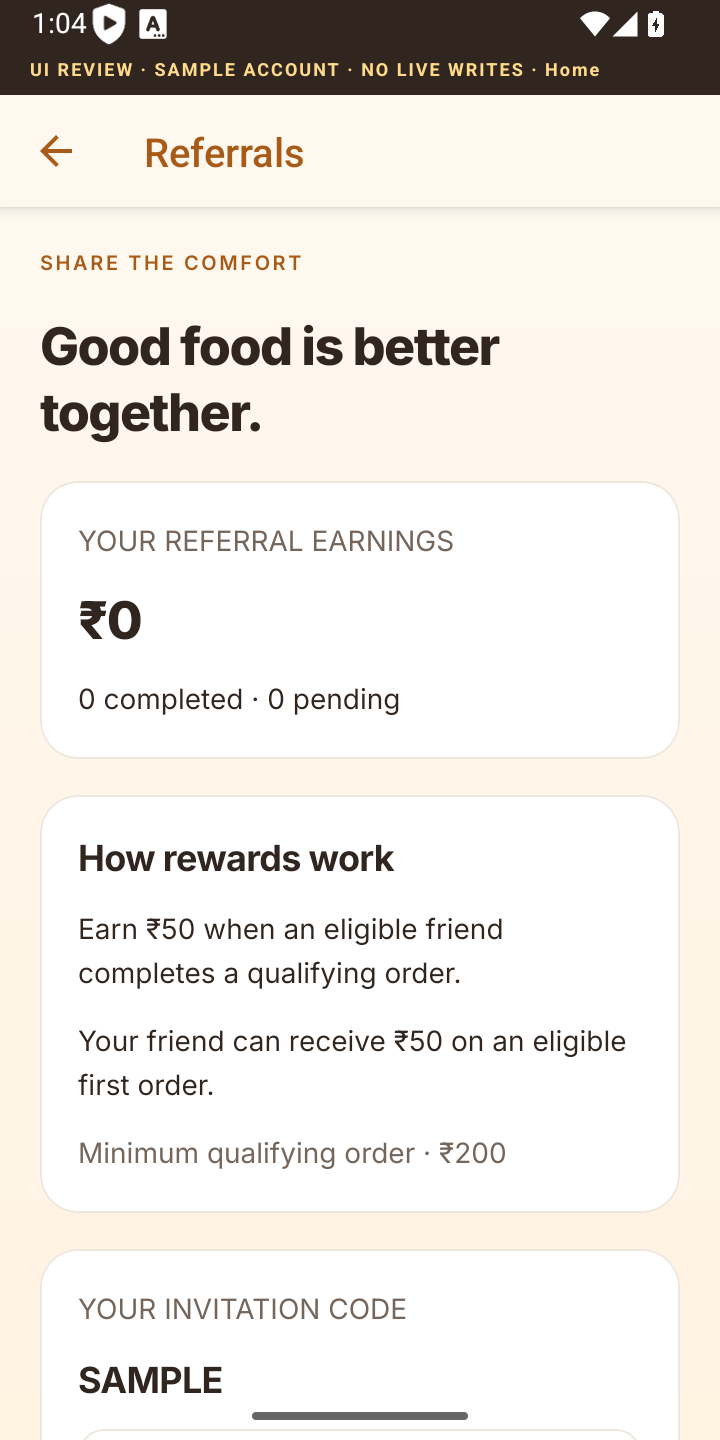 1:04
A
UI REVIEW · SAMPLE ACCOUNT · NO LIVE WRITES · Home
Referrals
SHARE THE COMFORT
Good food is better
together.
YOUR REFERRAL EARNINGS
₹0
0 completed · 0 pending
How rewards work
Earn ₹50 when an eligible friend
completes a qualifying order.
Your friend can receive ₹50 on an eligible
first order.
Minimum qualifying order · ₹200
YOUR INVITATION CODE
SAMPLE